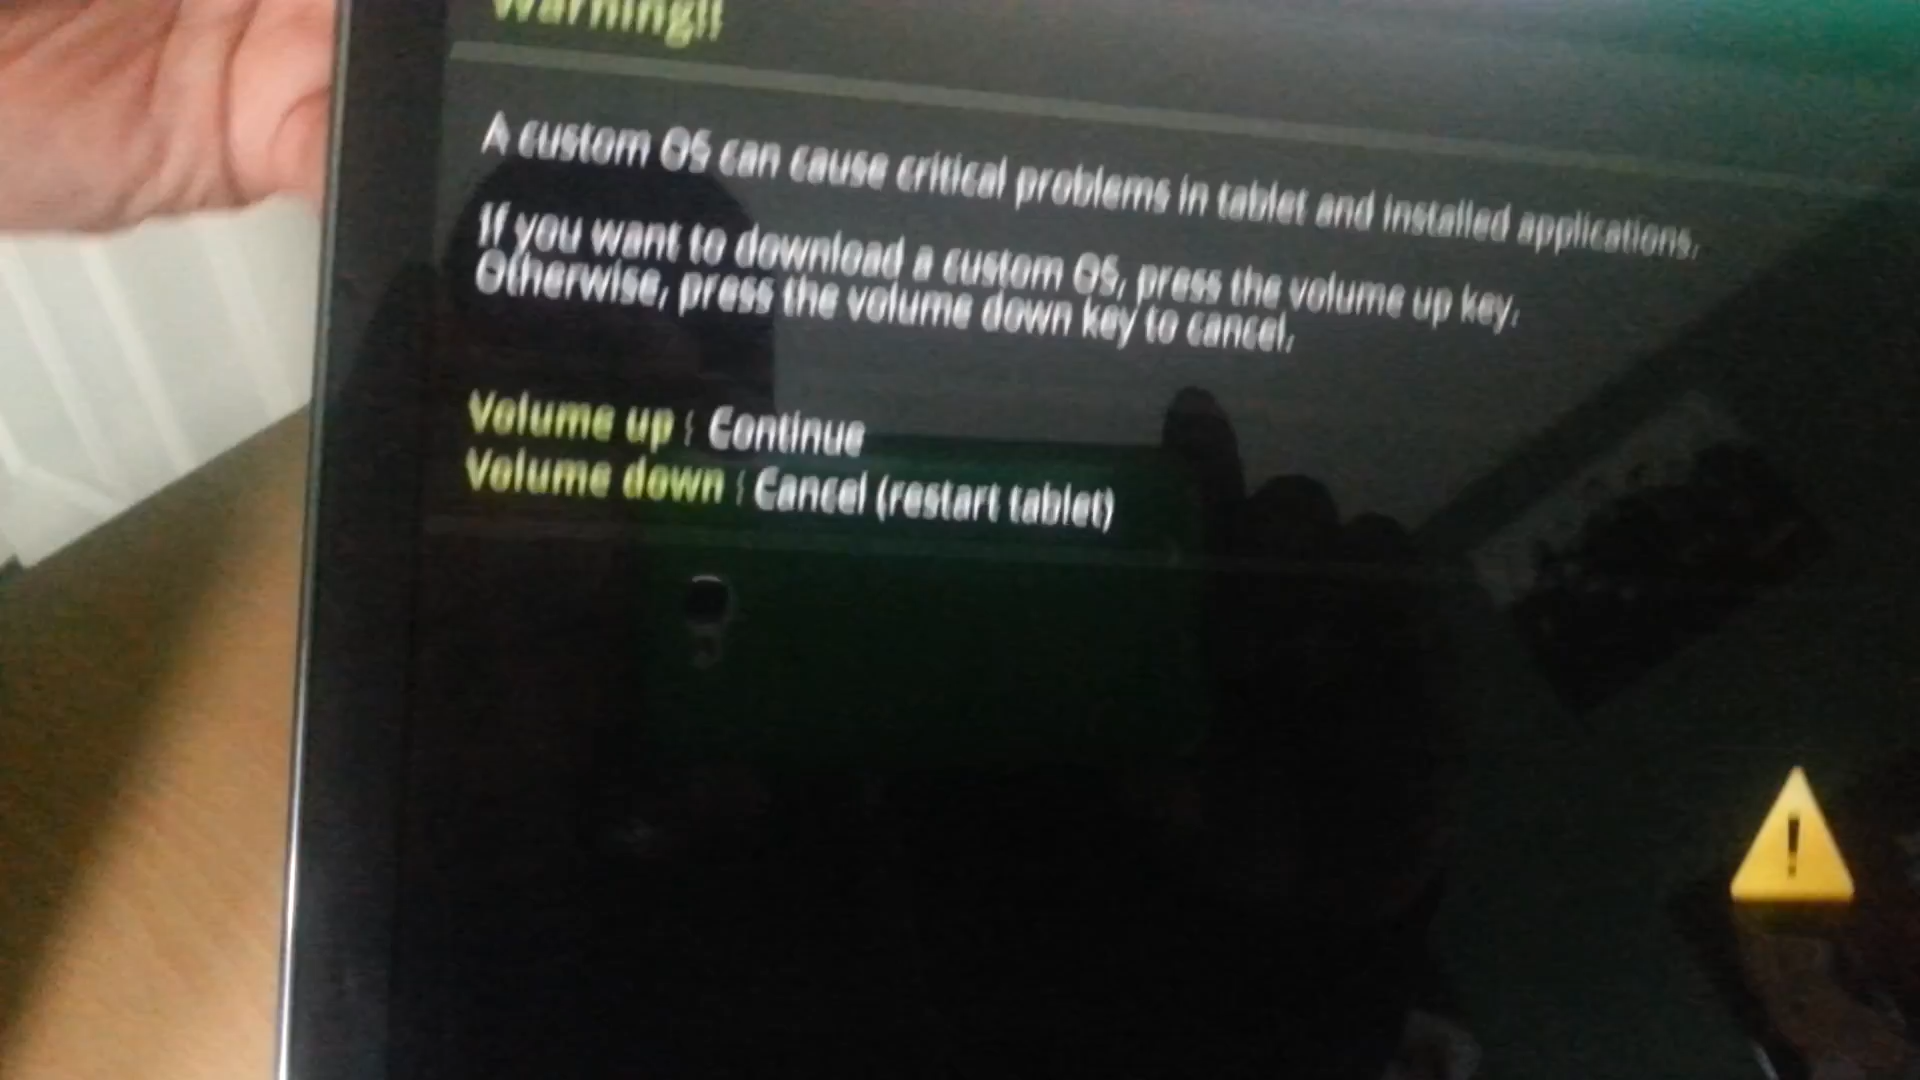 Warning!!
A custom OS can cause critical problems in tablet and installed applications.
If you want to download a custom OS, press the volume up key.
Otherwise, press the volume down key to cancel.
Volume up : Continue
Volume down : Cancel (restart tablet)